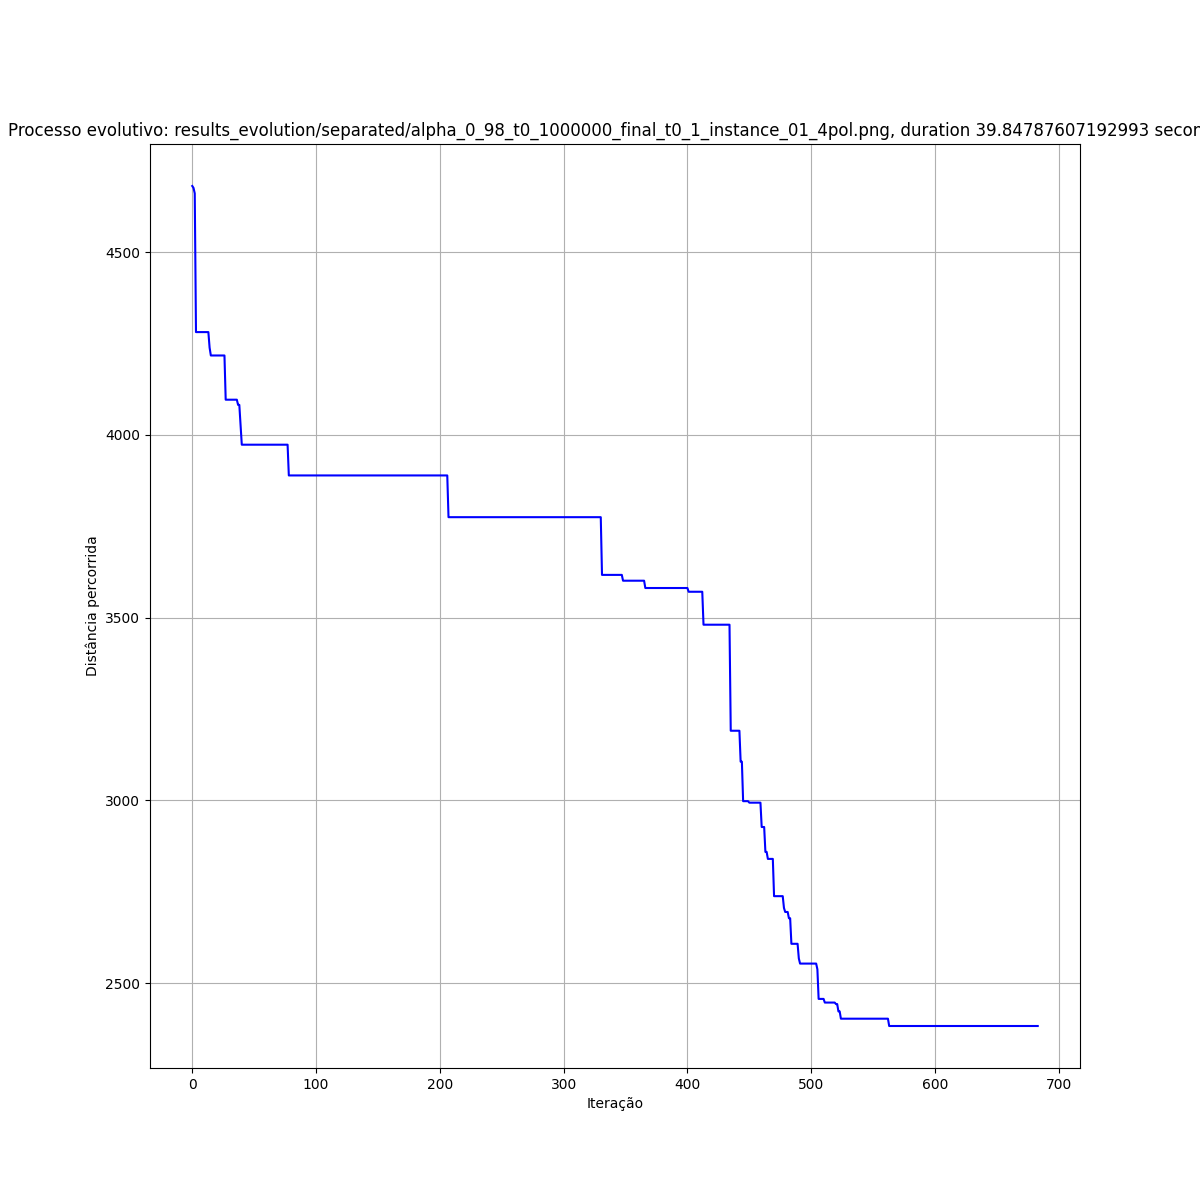 Processo evolutivo: results_evolution/separated/alpha_0_98_t0_1000000_final_t0_1_instance_01_4pol.png, duration 39.84787607192993 secon
4500
4000
3500
3000
2500
Distância percorrida
0 100 200 300 400 500 600 700
Iteração